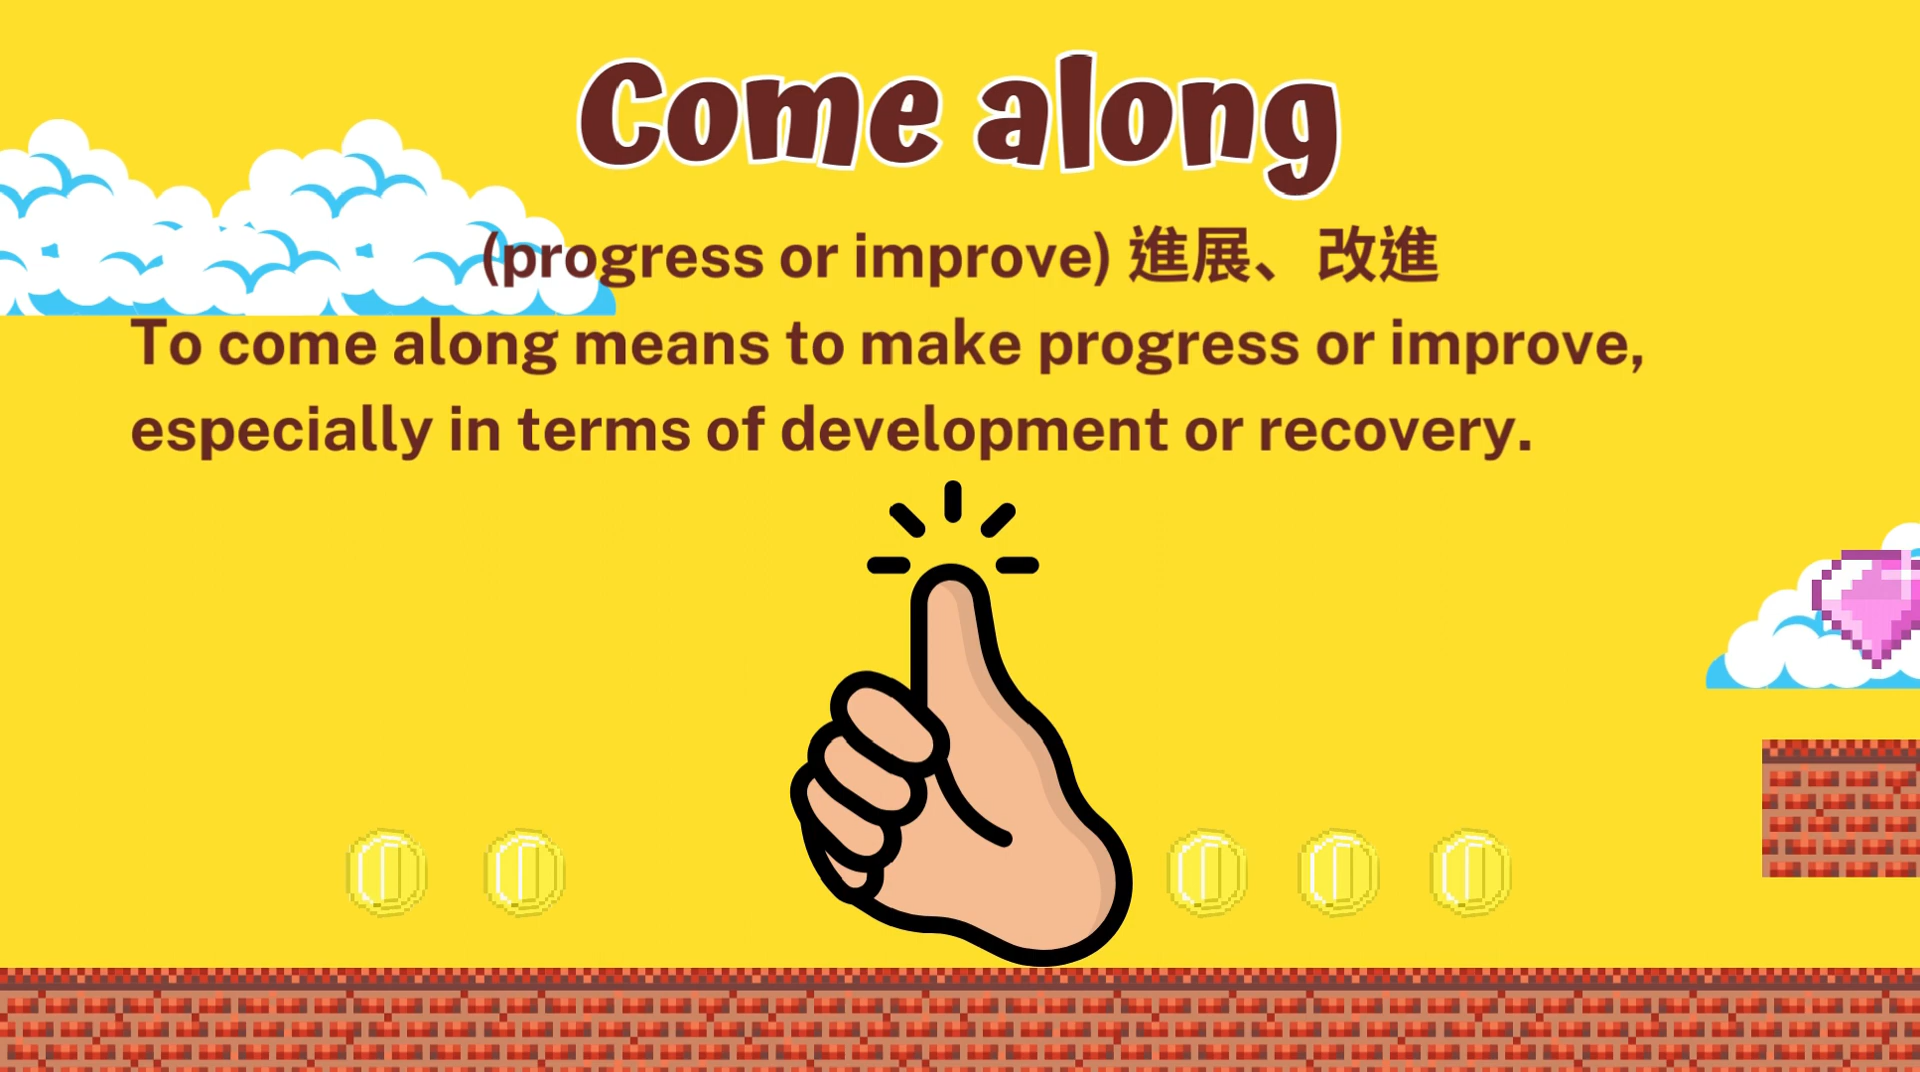 Come along
(progress or improve) 進展、改進
To come along means to make progress or improve,
especially in terms of development or recovery.